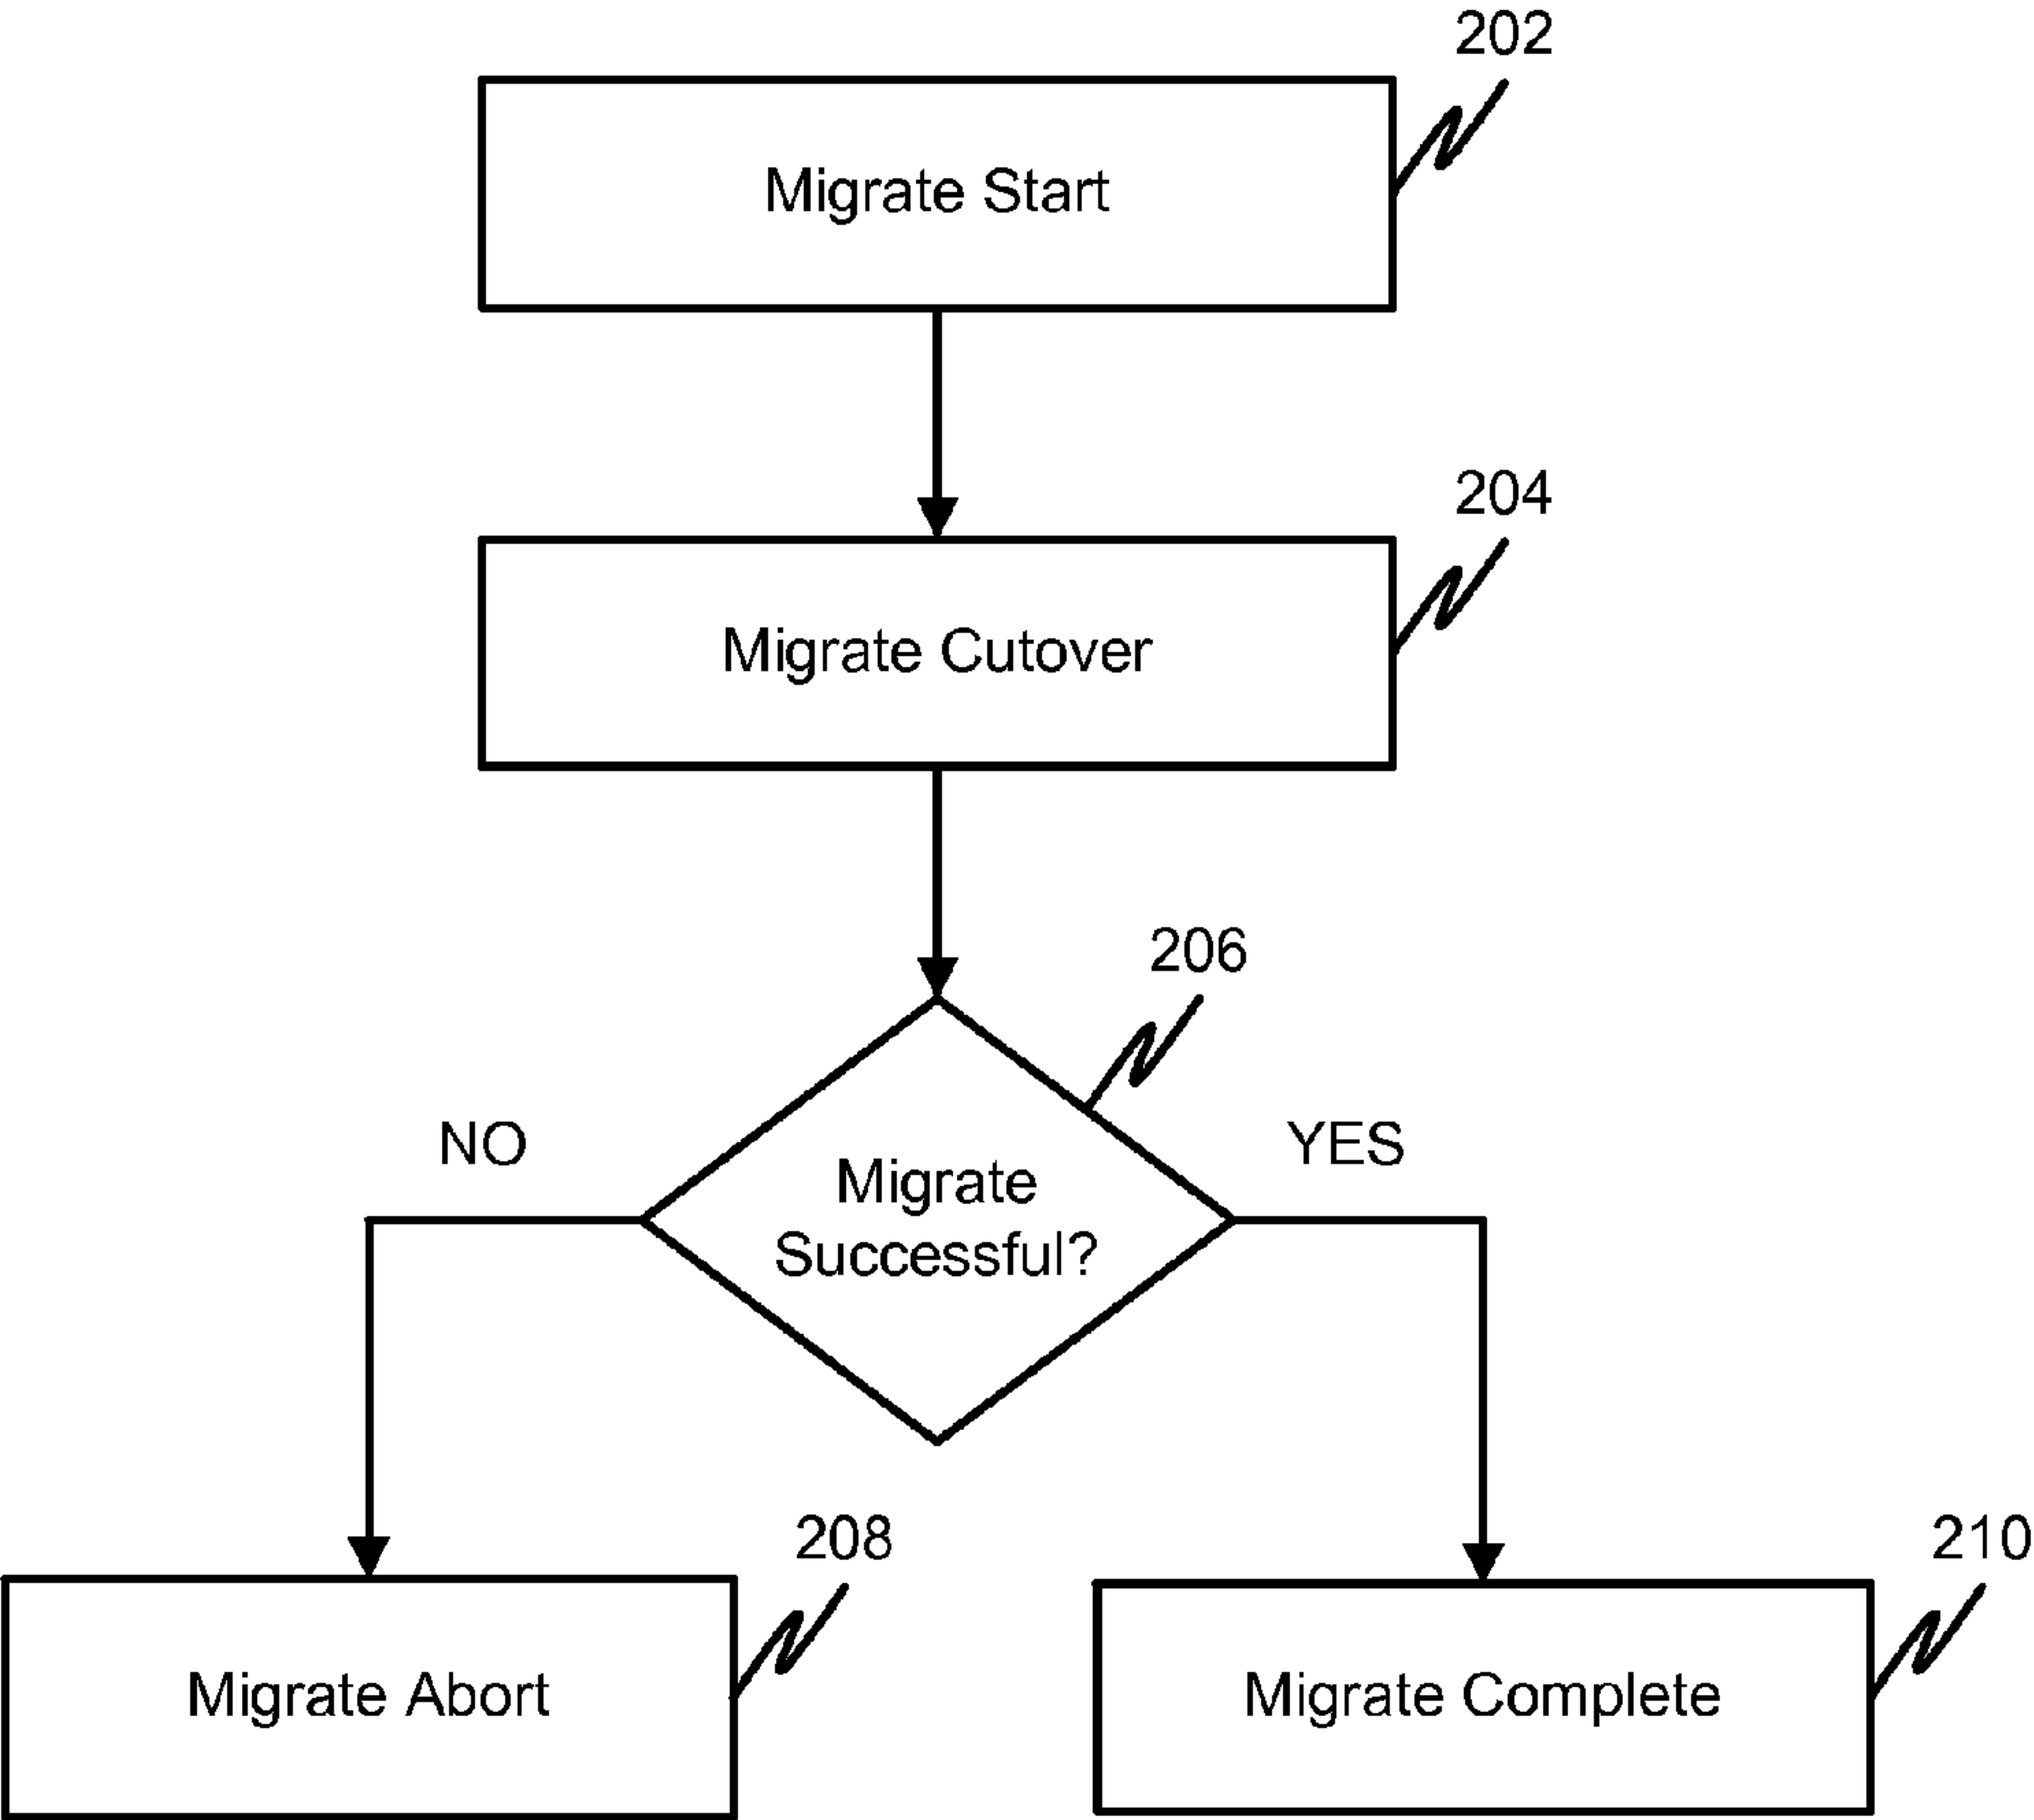 202
Migrate Start
204
Migrate Cutover
206
NO
YES
Migrate
Successful?
208
210
Migrate Abort
Migrate Complete